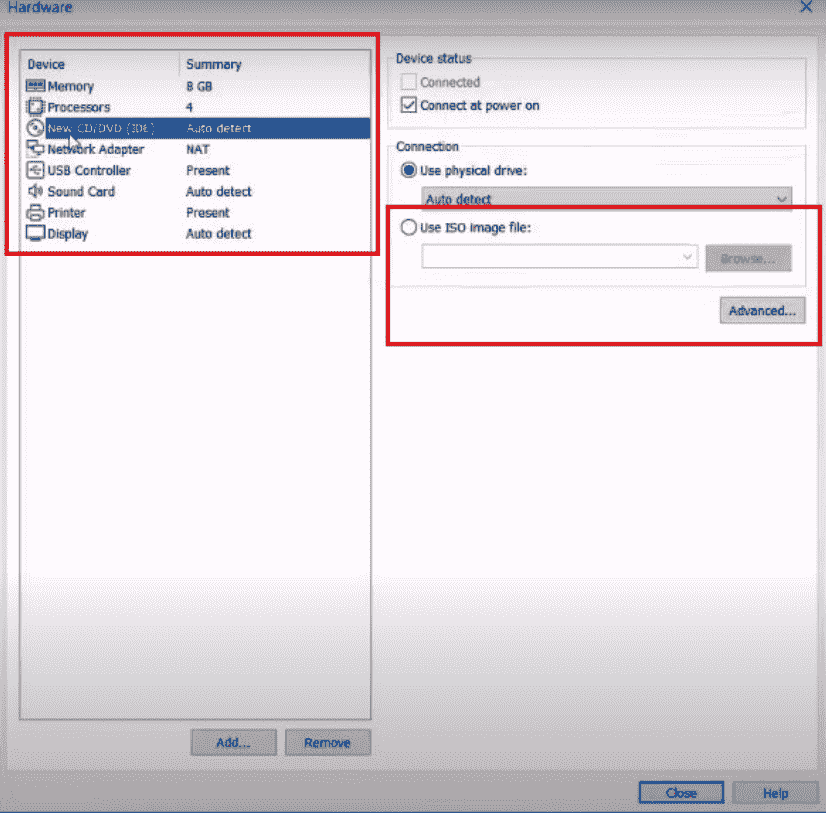 Hardware
Device Summary
Memory 8 GB
Processors 4
New CD/DVD (IDE) Auto detect
Network Adapter NAT
USB Controller Present
Sound Card Auto detect
Printer Present
Display Auto detect
Add... Remove
Device status
Connected
Connect at power on
Connection
Use physical drive:
Auto detect
Use ISO image file:
Browse...
Advanced...
Close Help